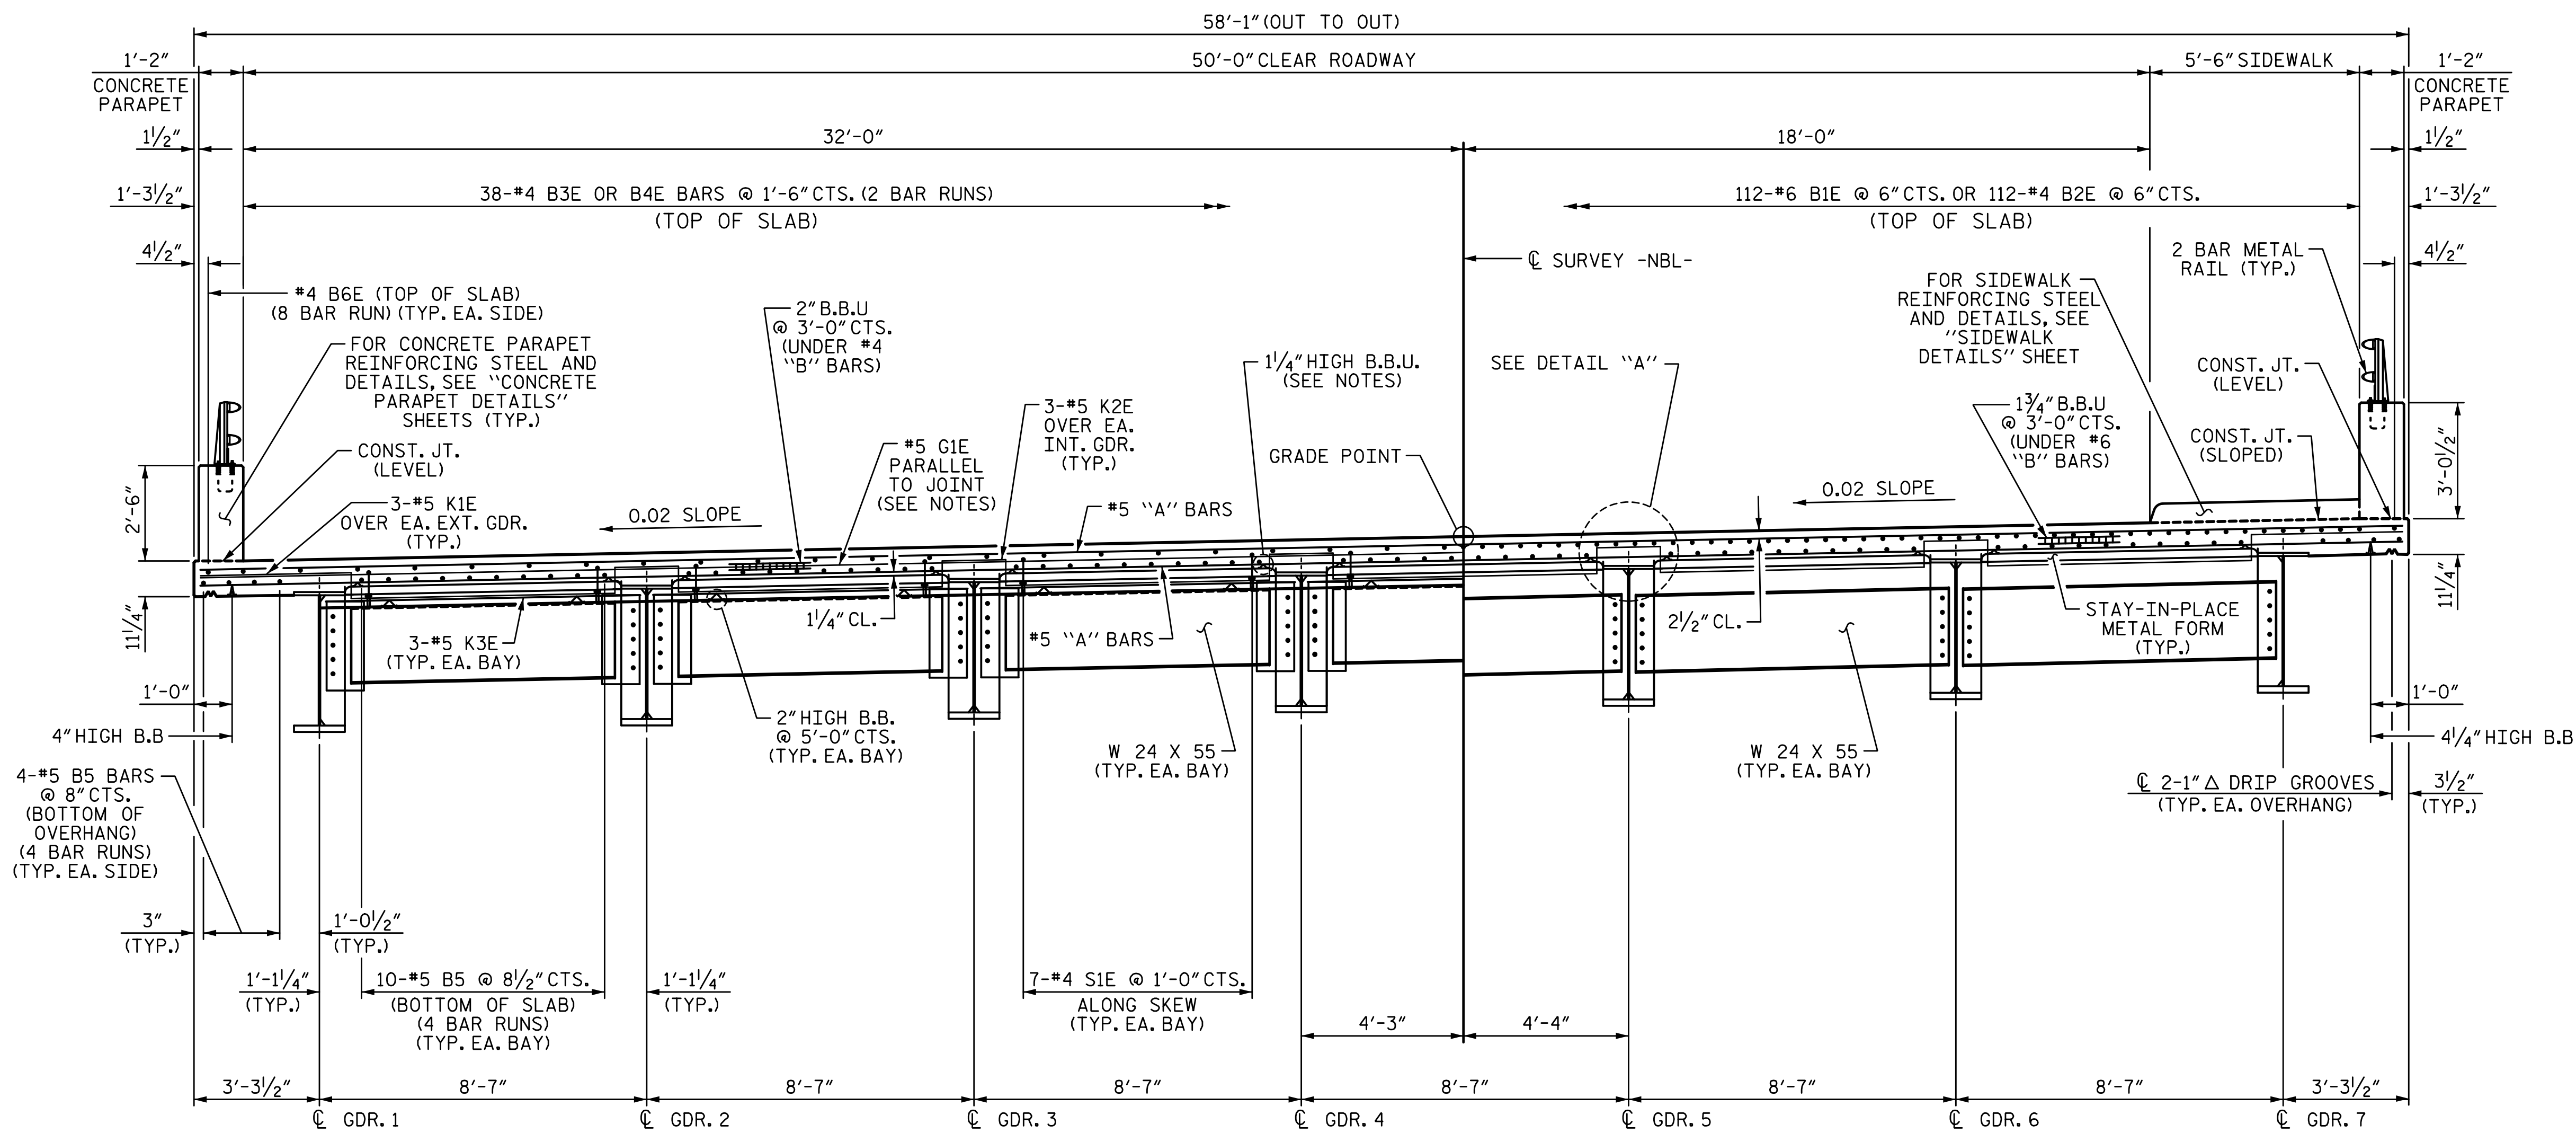 58'-1" (OUT TO OUT)
1'-2"
CONCRETE
PARAPET
50'-0" CLEAR ROADWAY
5'-6" SIDEWALK
1'-2"
CONCRETE
PARAPET
1½"
32'-0"
18'-0"
1½"
1'-3½"
38-#4 B3E OR B4E BARS @ 1'-6" CTS. (2 BAR RUNS)
(TOP OF SLAB)
112-#6 B1E @ 6" CTS. OR 112-#4 B2E @ 6" CTS.
(TOP OF SLAB)
1'-3½"
4½"
℄ SURVEY -NBL-
2 BAR METAL
RAIL (TYP.)
4½"
#4 B6E (TOP OF SLAB)
(8 BAR RUN) (TYP. EA. SIDE)
2" B.B.U
@ 3'-0" CTS.
(UNDER #4
"B" BARS)
FOR SIDEWALK
REINFORCING STEEL
AND DETAILS, SEE
"SIDEWALK
DETAILS" SHEET
FOR CONCRETE PARAPET
REINFORCING STEEL AND
DETAILS, SEE "CONCRETE
PARAPET DETAILS"
SHEETS (TYP.)
1¼" HIGH B.B.U.
(SEE NOTES)
SEE DETAIL "A"
CONST. JT.
(LEVEL)
3-#5 K2E
OVER EA.
INT. GDR.
(TYP.)
1¾" B.B.U
@ 3'-0" CTS.
(UNDER #6
"B" BARS)
CONST. JT.
(SLOPED)
CONST. JT.
(LEVEL)
#5 G1E
PARALLEL
TO JOINT
(SEE NOTES)
GRADE POINT
2'-6"
3-#5 K1E
OVER EA. EXT. GDR.
(TYP.)
0.02 SLOPE
#5 "A" BARS
0.02 SLOPE
3'-0½"
11¼"
3-#5 K3E
(TYP. EA. BAY)
1¼" CL.
#5 "A" BARS
2½" CL.
STAY-IN-PLACE
METAL FORM
(TYP.)
11¼"
1'-0"
4" HIGH B.B
2" HIGH B.B.
@ 5'-0" CTS.
(TYP. EA. BAY)
W 24 X 55
(TYP. EA. BAY)
W 24 X 55
(TYP. EA. BAY)
1'-0"
4¼" HIGH B.B
4-#5 B5 BARS
@ 8" CTS.
(BOTTOM OF
OVERHANG)
(4 BAR RUNS)
(TYP. EA. SIDE)
℄ 2-1" △ DRIP GROOVES
(TYP. EA. OVERHANG)
3½"
(TYP.)
3"
(TYP.)
1'-0½"
(TYP.)
1'-1¼"
(TYP.)
10-#5 B5 @ 8½" CTS.
(BOTTOM OF SLAB)
(4 BAR RUNS)
(TYP. EA. BAY)
1'-1¼"
(TYP.)
7-#4 S1E @ 1'-0" CTS.
ALONG SKEW
(TYP. EA. BAY)
4'-3"
4'-4"
3'-3½"
8'-7"
8'-7"
8'-7"
8'-7"
8'-7"
8'-7"
3'-3½"
℄ GDR. 1
℄ GDR. 2
℄ GDR. 3
℄ GDR. 4
℄ GDR. 5
℄ GDR. 6
℄ GDR. 7